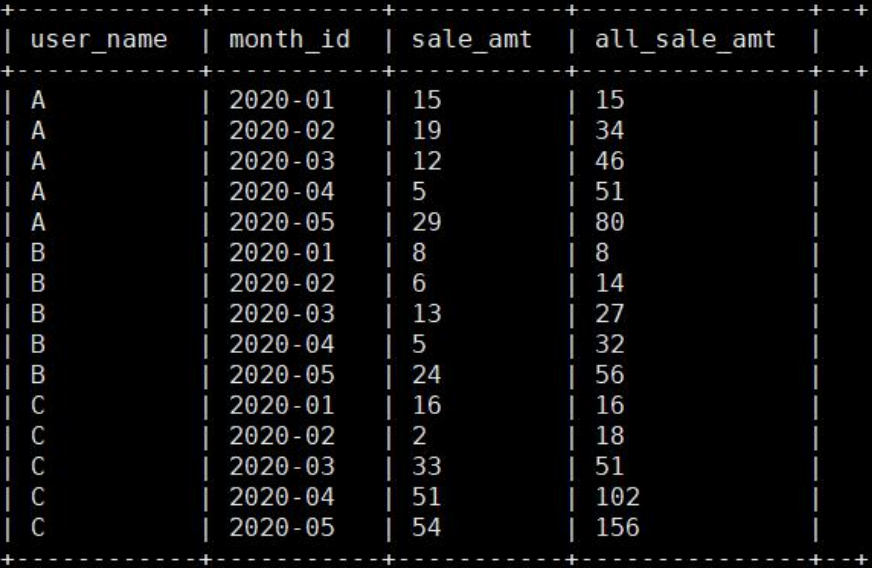 +------------+-----------+-----------+---------------+--+
| user_name | month_id | sale_amt | all_sale_amt |
+------------+-----------+-----------+---------------+--+
| A | 2020-01 | 15 | 15 |
| A | 2020-02 | 19 | 34 |
| A | 2020-03 | 12 | 46 |
| A | 2020-04 | 5 | 51 |
| A | 2020-05 | 29 | 80 |
| B | 2020-01 | 8 | 8 |
| B | 2020-02 | 6 | 14 |
| B | 2020-03 | 13 | 27 |
| B | 2020-04 | 5 | 32 |
| B | 2020-05 | 24 | 56 |
| C | 2020-01 | 16 | 16 |
| C | 2020-02 | 2 | 18 |
| C | 2020-03 | 33 | 51 |
| C | 2020-04 | 51 | 102 |
| C | 2020-05 | 54 | 156 |
+------------+-----------+-----------+---------------+--+